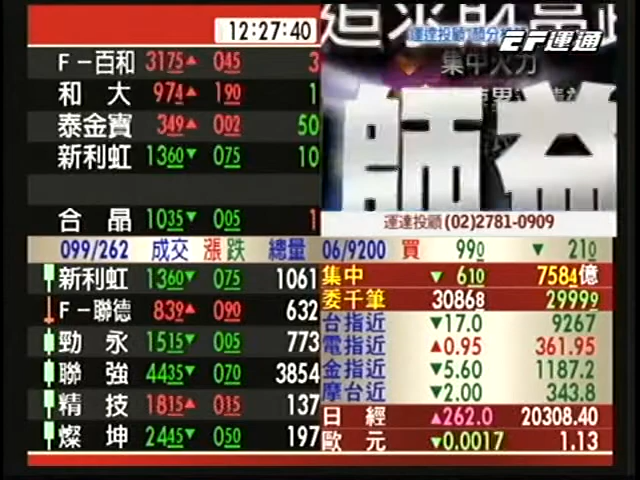 12:27:40
F－百和 3175▲ 045 3
和大 974▲ 190 1
泰金寶 349▲ 002 50
新利虹 1360▼ 075 10
合晶 1035▼ 005 1
099/262 成交 漲跌 總量
新利虹 1360▼ 075 1061
F－聯德 839▲ 090 632
勁永 1515▼ 005 773
聯強 4435▼ 070 3854
精技 1815▲ 015 137
燦坤 2445▼ 050 197
EF運通
集中火力
師 益
運達投顧(02)2781-0909
06/9200 買 990 ▼ 210
集中 ▼ 610 7584億
委千筆 30868 29999
台指近 ▼17.0 9267
電指近 ▲0.95 361.95
金指近 ▼5.60 1187.2
摩台近 ▼2.00 343.8
日經 ▲262.0 20308.40
歐元 ▼0.0017 1.13